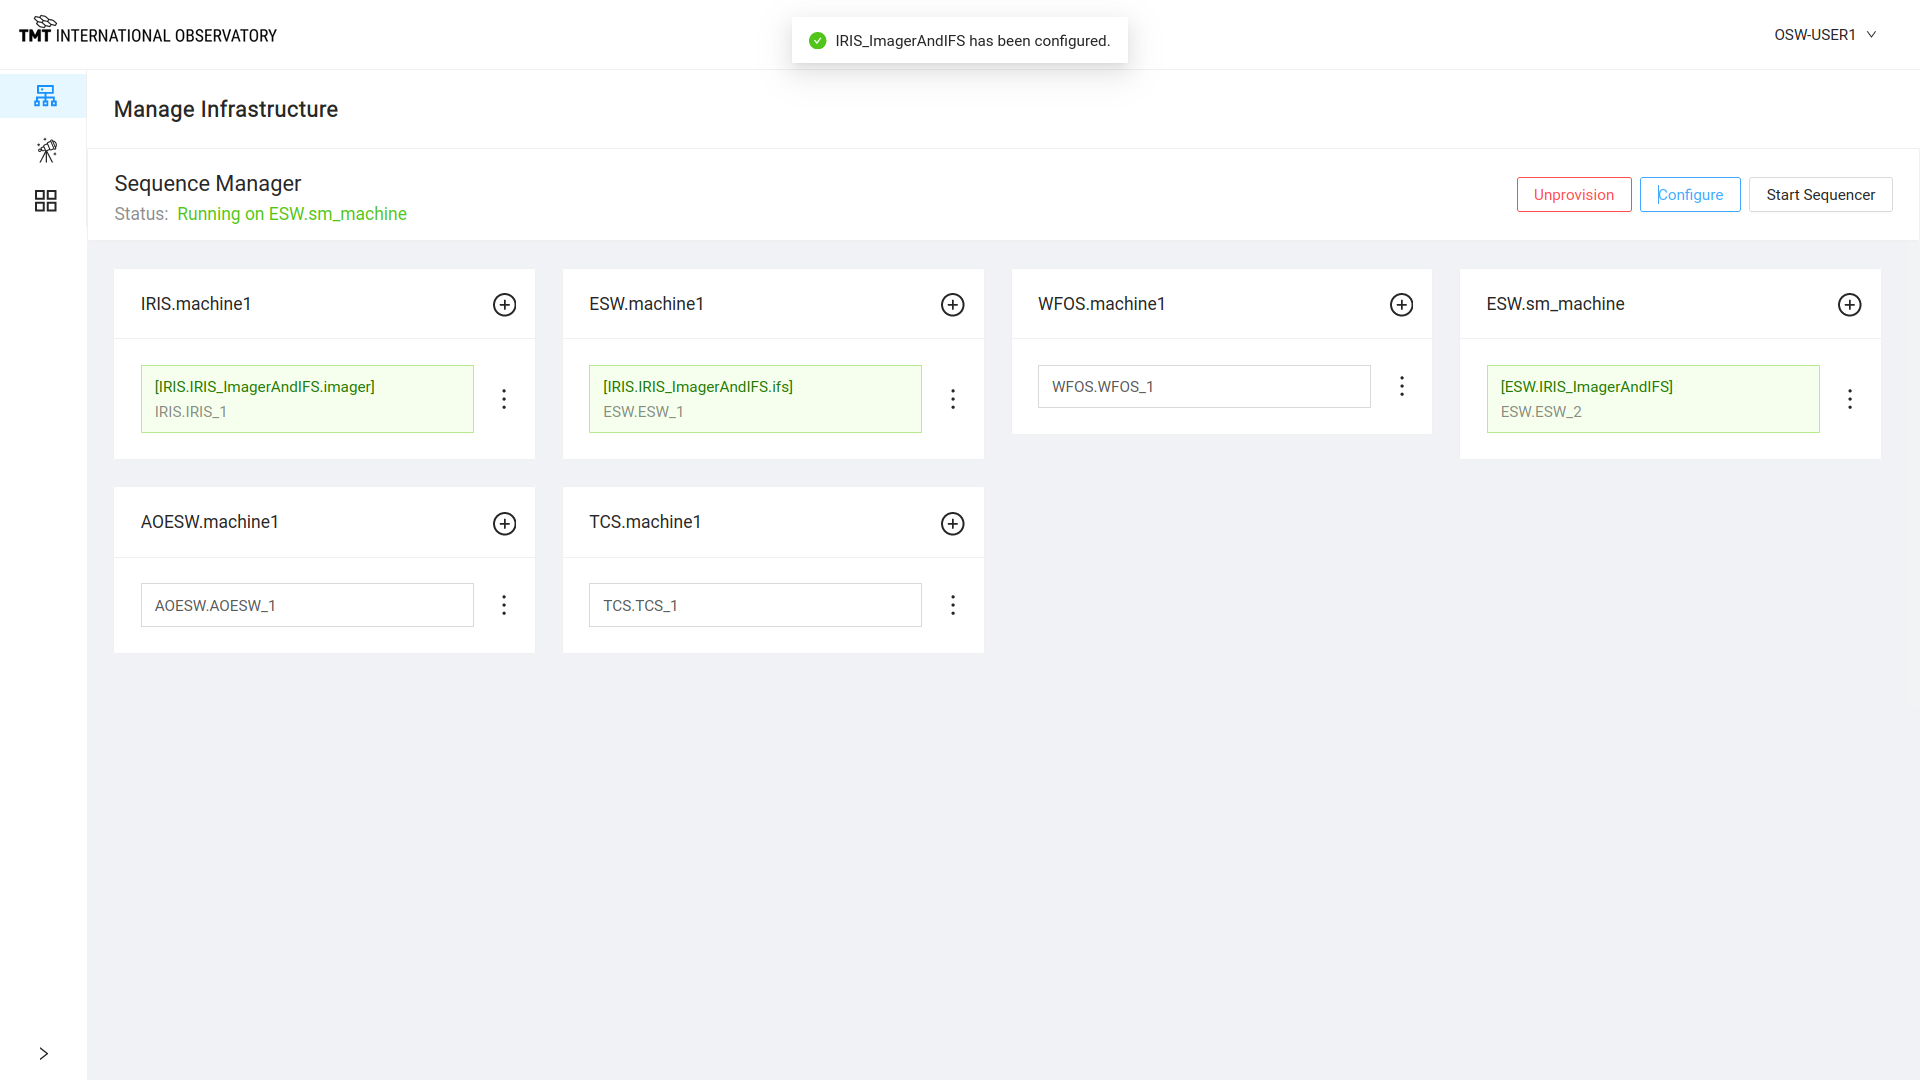 TMT INTERNATIONAL OBSERVATORY
IRIS_ImagerAndIFS has been configured.
OSW-USER1
Manage Infrastructure
Sequence Manager
Status: Running on ESW.sm_machine
Unprovision
Configure
Start Sequencer
IRIS.machine1
[IRIS.IRIS_ImagerAndIFS.imager]
IRIS.IRIS_1
ESW.machine1
[IRIS.IRIS_ImagerAndIFS.ifs]
ESW.ESW_1
WFOS.machine1
WFOS.WFOS_1
ESW.sm_machine
[ESW.IRIS_ImagerAndIFS]
ESW.ESW_2
AOESW.machine1
AOESW.AOESW_1
TCS.machine1
TCS.TCS_1